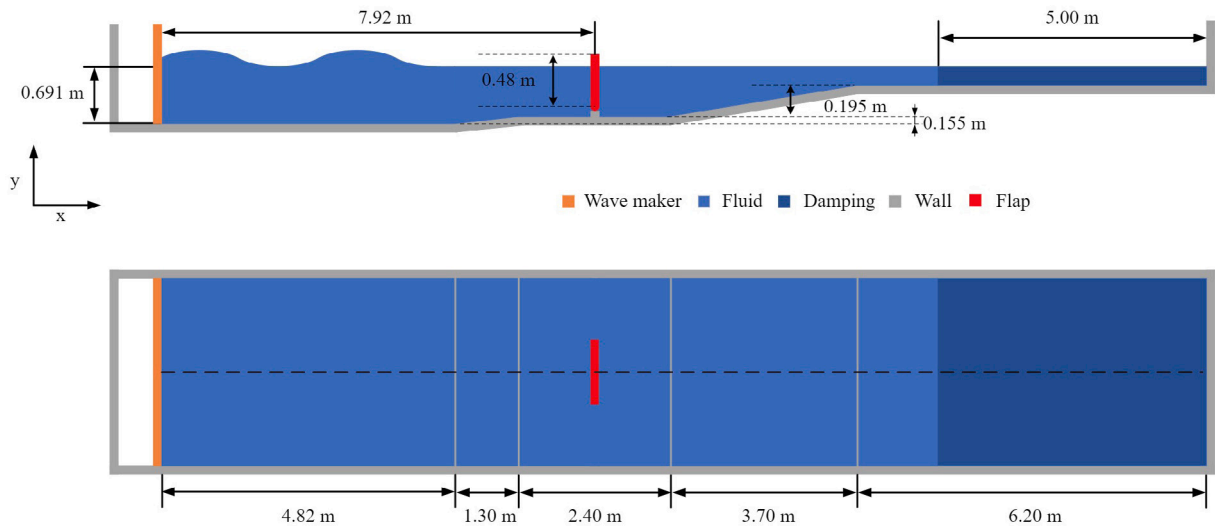 7.92 m
5.00 m
0.691 m
0.48 m
0.195 m
0.155 m
y
x
Wave maker
Fluid
Damping
Wall
Flap
4.82 m
1.30 m
2.40 m
3.70 m
6.20 m